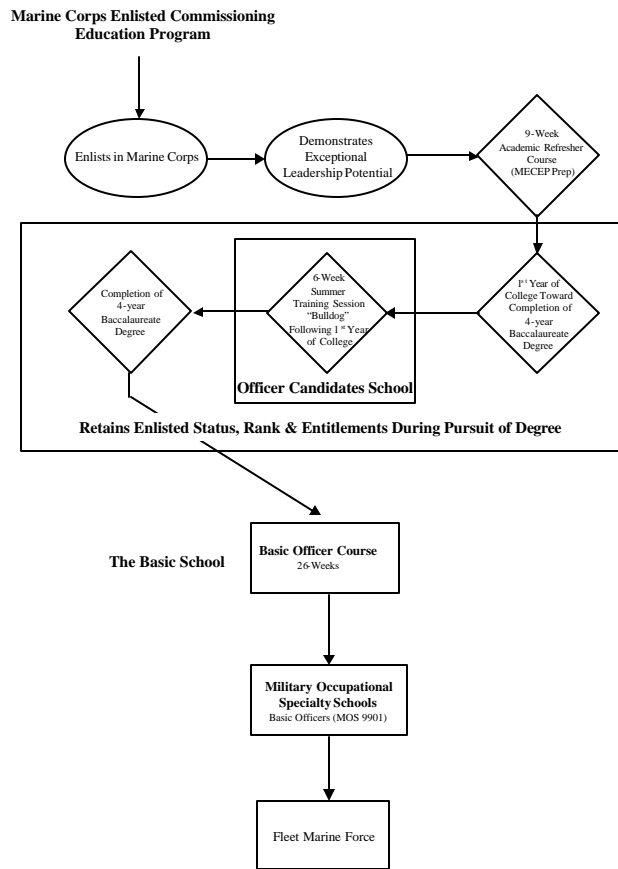 Marine Corps Enlisted Commissioning
Education Program
Enlists in Marine Corps
Demonstrates
Exceptional
Leadership Potential
9-Week
Academic Refresher
Course
(MECEP Prep)
1st Year of
College Toward
Completion of
4-year
Baccalaureate
Degree
6-Week
Summer
Training Session
“Bulldog”
Following 1st Year
of College
Officer Candidates School
Completion of
4-year
Baccalaureate
Degree
Retains Enlisted Status, Rank & Entitlements During Pursuit of Degree
The Basic School
Basic Officer Course
26-Weeks
Military Occupational
Specialty Schools
Basic Officers (MOS 9901)
Fleet Marine Force